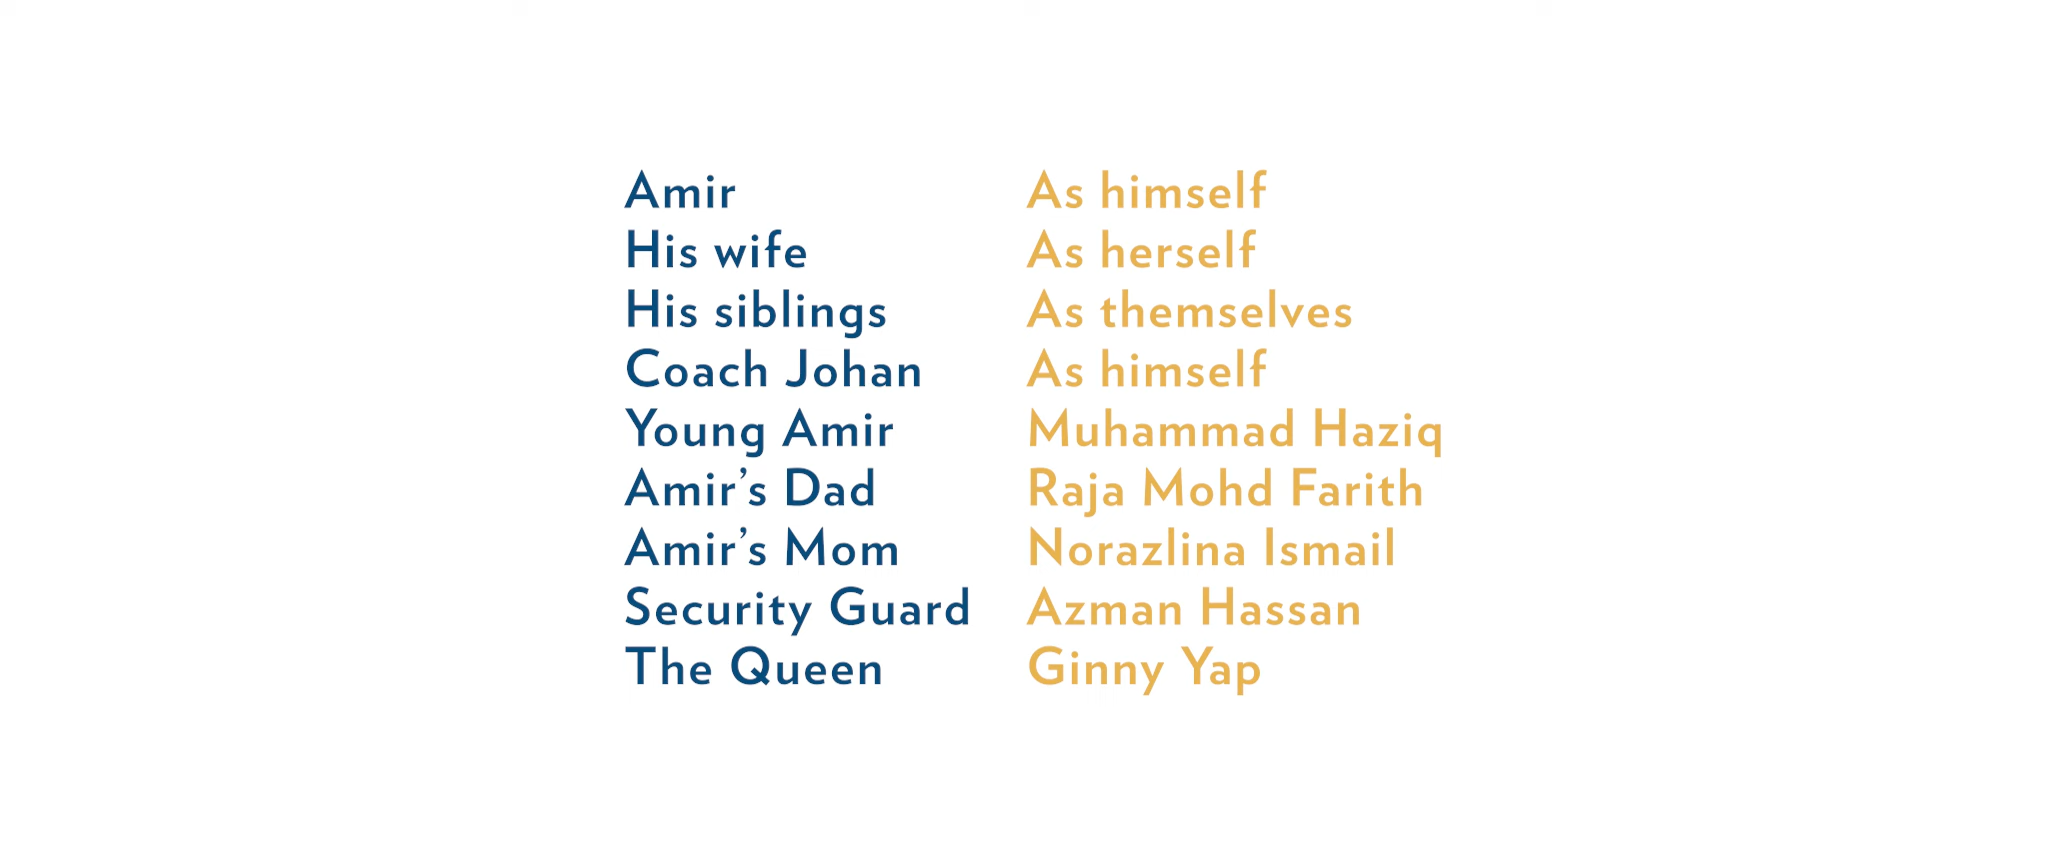 Amir As himself
His wife As herself
His siblings As themselves
Coach Johan As himself
Young Amir Muhammad Haziq
Amir’s Dad Raja Mohd Farith
Amir’s Mom Norazlina Ismail
Security Guard Azman Hassan
The Queen Ginny Yap